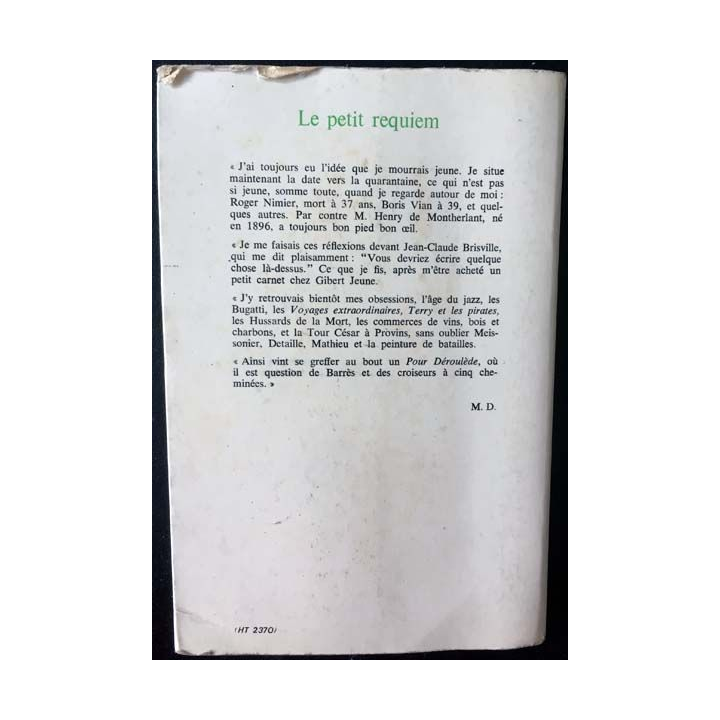 Le petit requiem
« J'ai toujours eu l'idée que je mourrais jeune. Je situe
maintenant la date vers la quarantaine, ce qui n'est pas
si jeune, somme toute, quand je regarde autour de moi :
Roger Nimier, mort à 37 ans, Boris Vian à 39, et quel-
ques autres. Par contre M. Henry de Montherlant, né
en 1896, a toujours bon pied bon œil.
« Je me faisais ces réflexions devant Jean-Claude Brisville,
qui me dit plaisamment : “Vous devriez écrire quelque
chose là-dessus.” Ce que je fis, après m'être acheté un
petit carnet chez Gibert Jeune.
« J'y retrouvais bientôt mes obsessions, l'âge du jazz, les
Bugatti, les Voyages extraordinaires, Terry et les pirates,
les Hussards de la Mort, les commerces de vins, bois et
charbons, et la Tour César à Provins, sans oublier Meis-
sonier, Detaille, Mathieu et la peinture de batailles.
« Ainsi vint se greffer au bout un Pour Déroulède, où
il est question de Barrès et des croiseurs à cinq che-
minées. »
M. D.
(HT 2370)